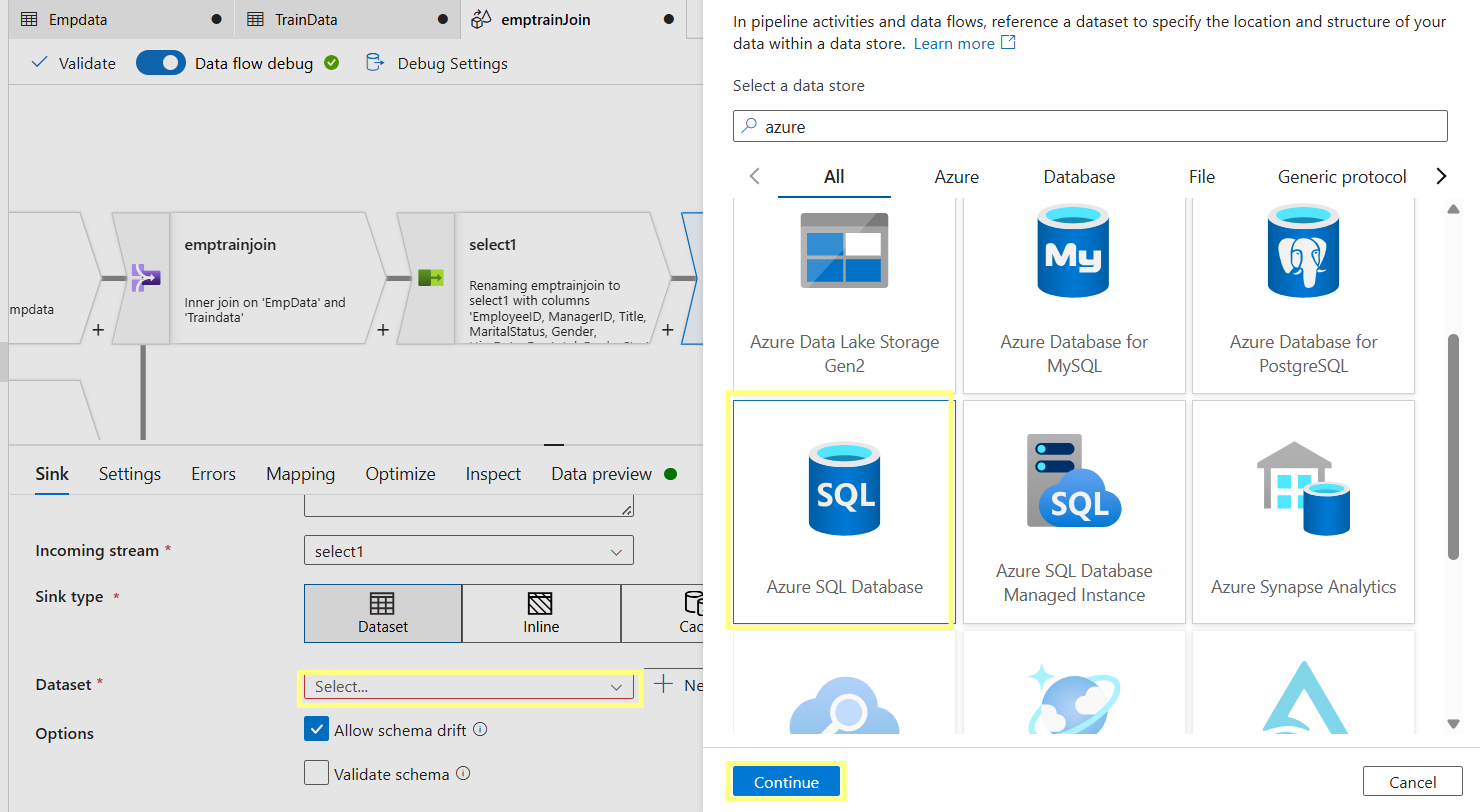 Empdata
TrainData
emptrainJoin
Validate
Data flow debug
Debug Settings
mpdata
+
emptrainjoin
Inner join on 'EmpData' and
'Traindata'
+
select1
Renaming emptrainjoin to
select1 with columns
'EmployeeID, ManagerID, Title,
MaritalStatus, Gender,
+
Sink
Settings
Errors
Mapping
Optimize
Inspect
Data preview
Incoming stream *
select1
Sink type *
Dataset
Inline
Cac
Dataset *
Select...
+ Ne
Options
Allow schema drift
Validate schema
In pipeline activities and data flows, reference a dataset to specify the location and structure of your
data within a data store. Learn more
Select a data store
azure
All
Azure
Database
File
Generic protocol
Azure Data Lake Storage
Gen2
My
Azure Database for
MySQL
Azure Database for
PostgreSQL
SQL
Azure SQL Database
SQL
Azure SQL Database
Managed Instance
Azure Synapse Analytics
Continue
Cancel